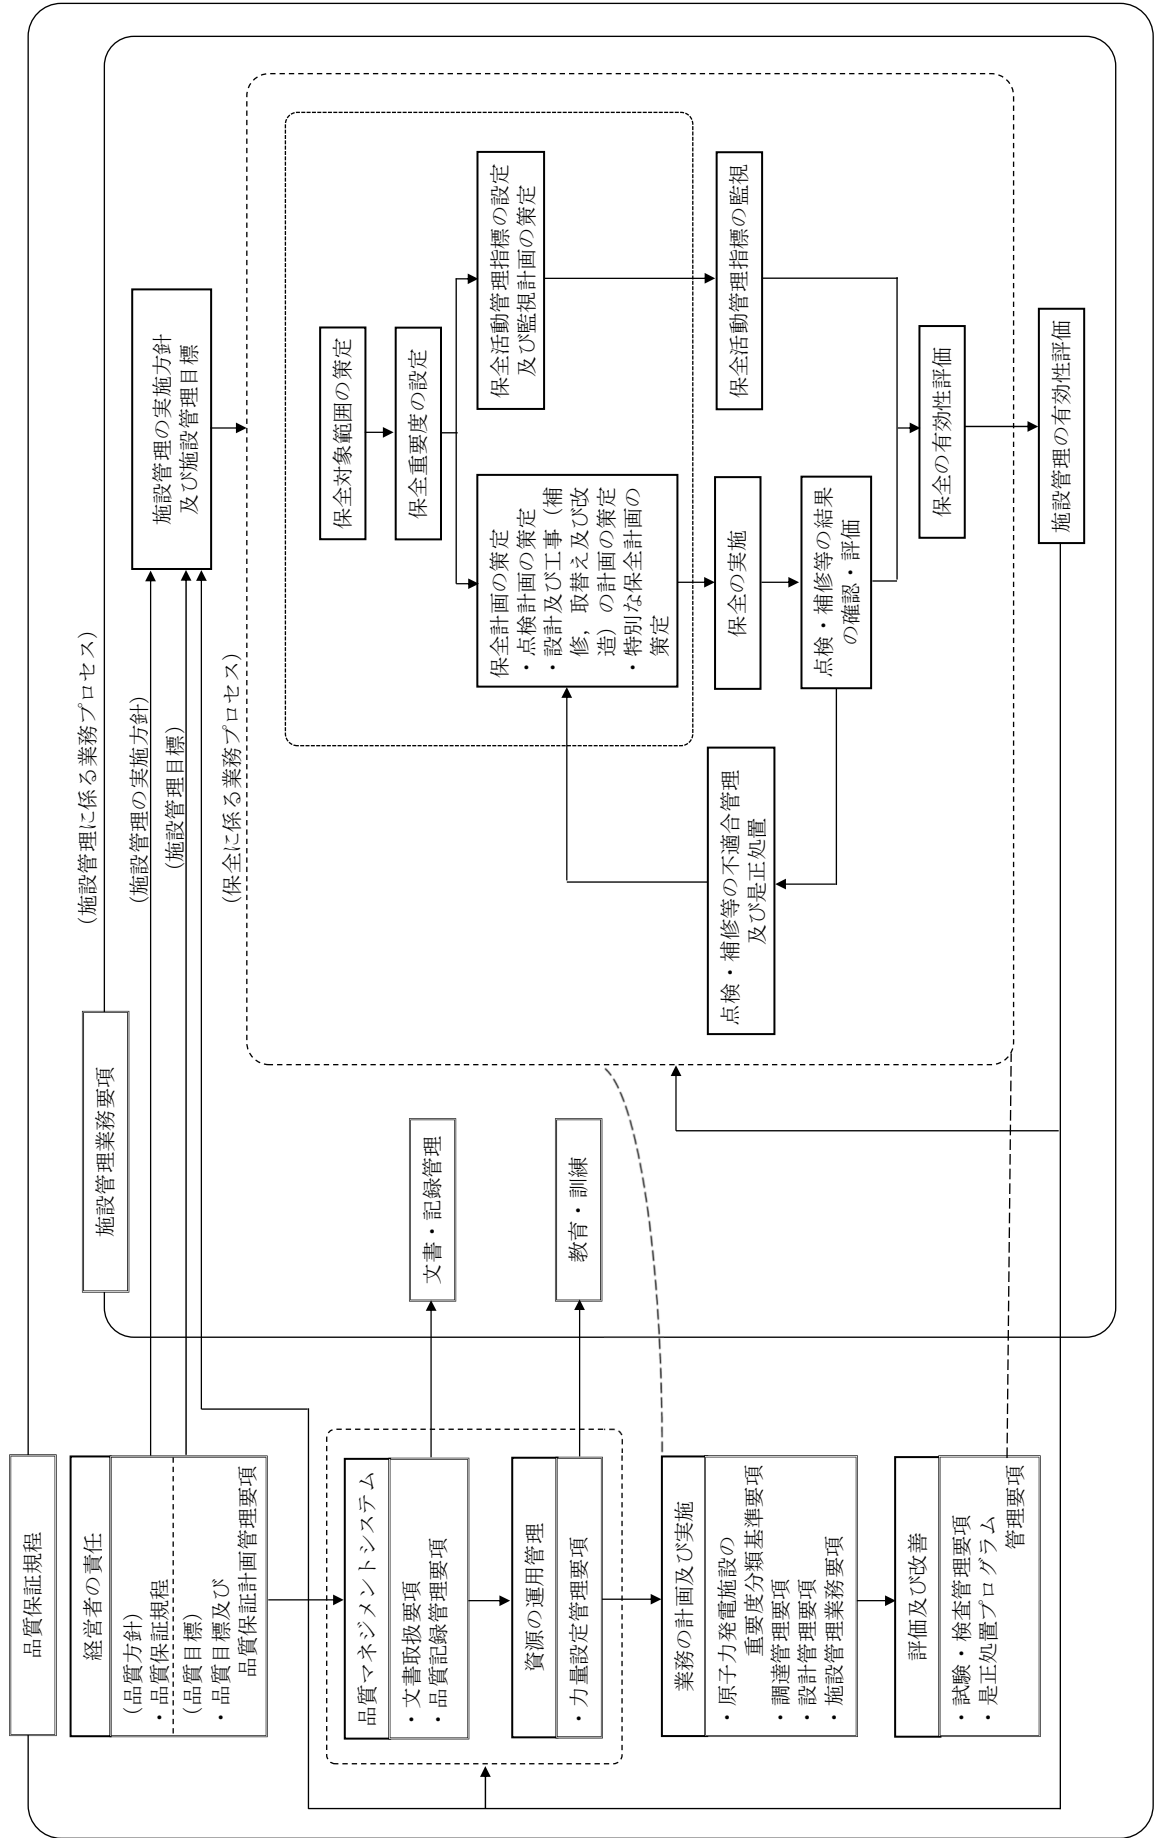 品質保証規程
経営者の責任
(品質方針)
・品質保証規程
(品質目標)
・品質目標及び
品質保証計画管理要項
品質マネジメントシステム
・文書取扱要項
・品質記録管理要項
資源の運用管理
・力量設定管理要項
業務の計画及び実施
・原子力発電施設の
重要度分類基準要項
・調達管理要項
・設計管理要項
・施設管理業務要項
評価及び改善
・試験・検査管理要項
・是正処置プログラム
管理要項
施設管理業務要項
文書・記録管理
教育・訓練
(施設管理に係る業務プロセス)
(施設管理の実施方針)
(施設管理目標)
(保全に係る業務プロセス)
施設管理の実施方針
及び施設管理目標
保全対象範囲の策定
保全重要度の設定
保全計画の策定
・点検計画の策定
・設計及び工事(補
修,取替え及び改
造)の計画の策定
・特別な保全計画の
策定
保全活動管理指標の設定
及び監視計画の策定
保全の実施
保全活動管理指標の監視
点検・補修等の不適合管理
及び是正処置
点検・補修等の結果
の確認・評価
保全の有効性評価
施設管理の有効性評価